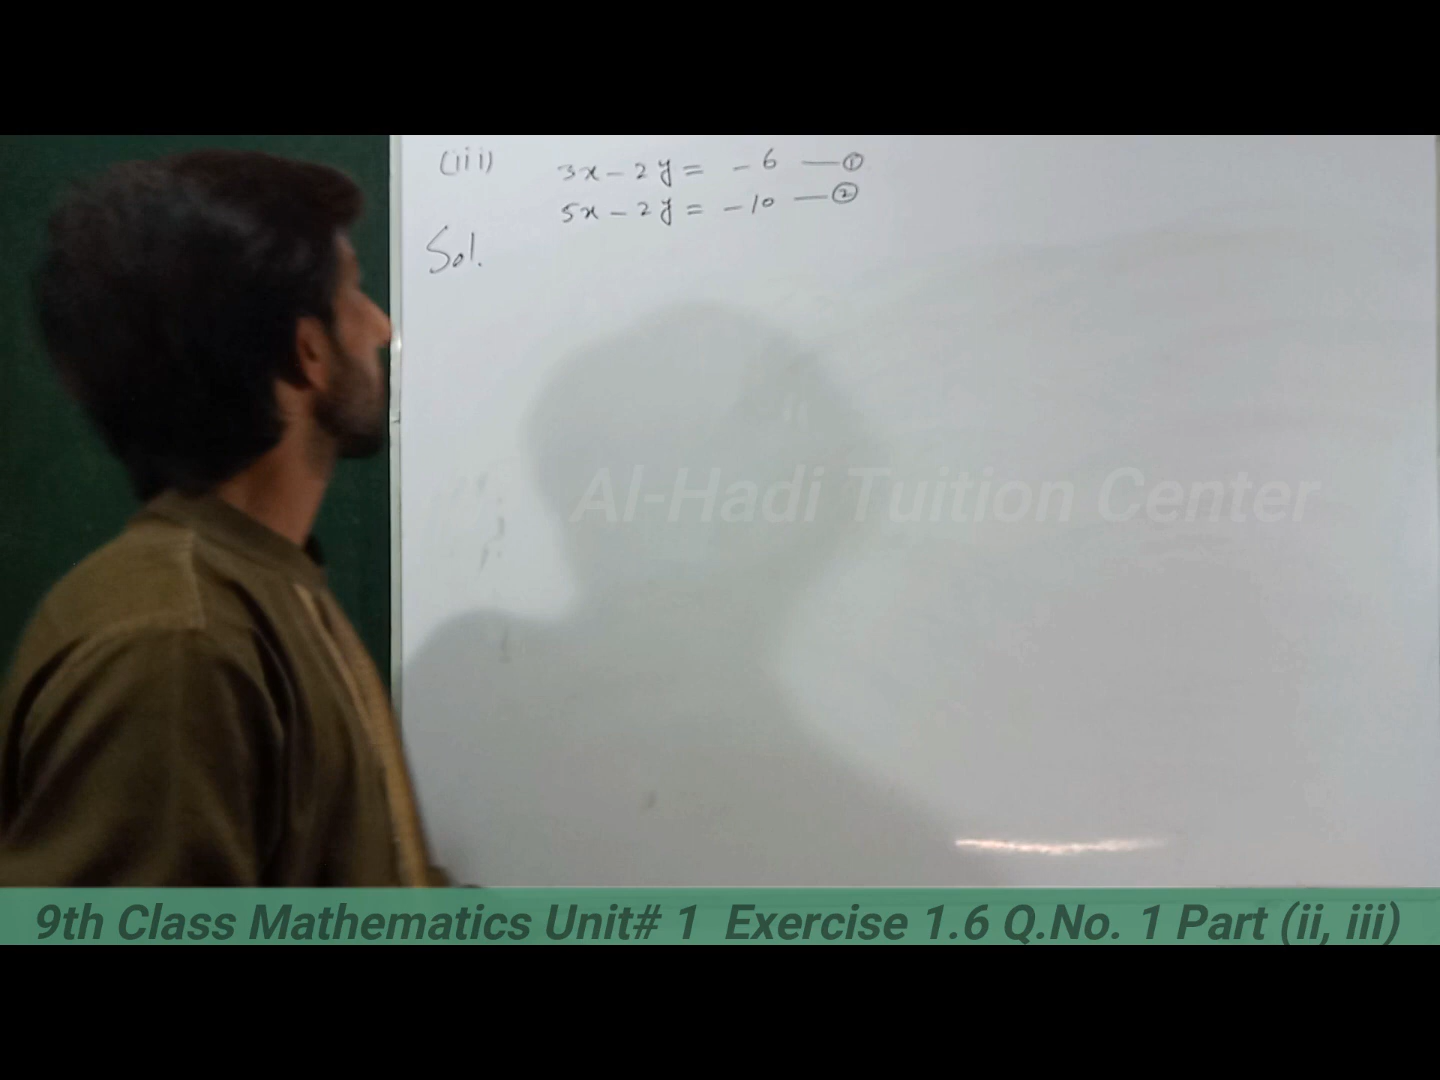 (iii) 3x - 2y = - 6 — ①
5x - 2y = - 10 — ②
Sol.
Al-Hadi Tuition Center
9th Class Mathematics Unit# 1 Exercise 1.6 Q.No. 1 Part (ii, iii)